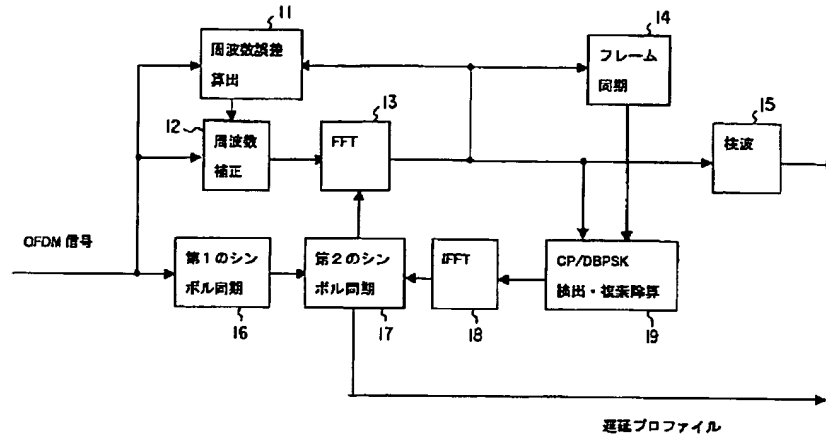 11
周波数誤差
算出
14
フレーム
同期
12
周波数
補正
13
FFT
15
検波
OFDM 信号
第1のシン
ボル同期
16
第2のシン
ボル同期
17
IFFT
18
CP/DBPSK
検出・複素除算
19
遅延プロファイル